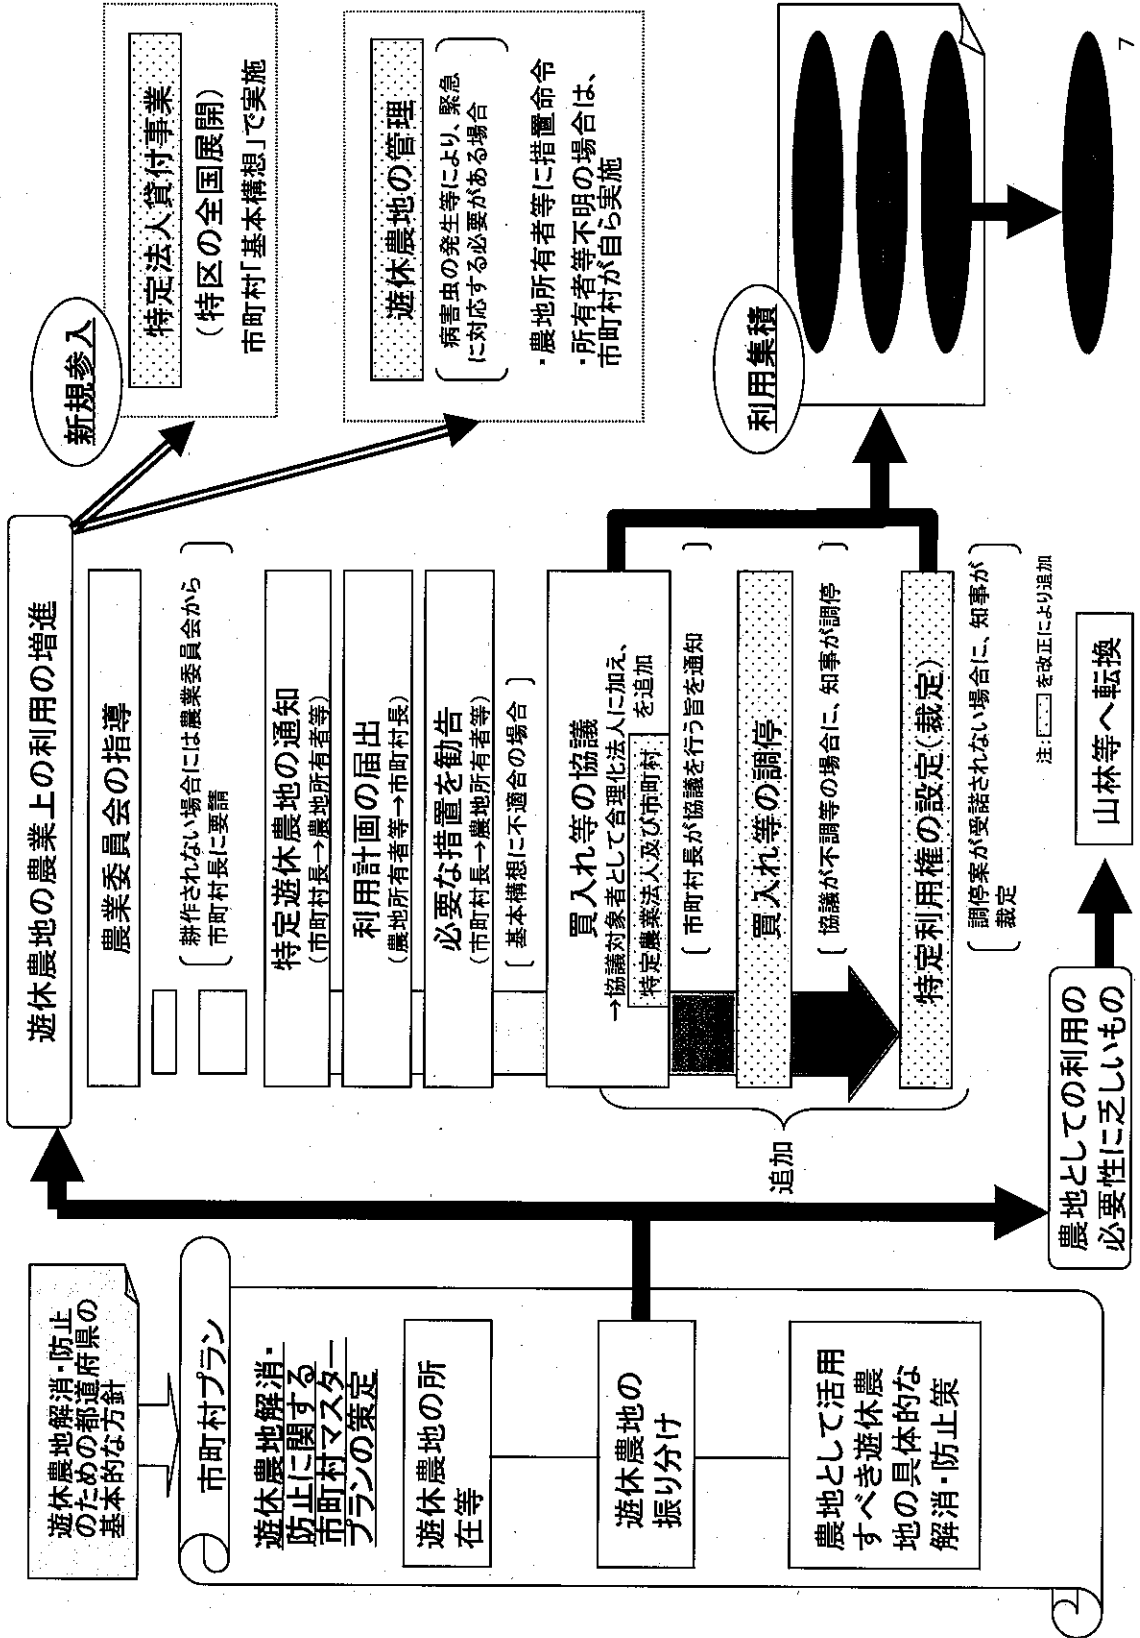 遊休農地解消・防止
のための都道府県の
基本的な方針
市町村プラン
遊休農地解消・
防止に関する
市町村マスター
プランの策定
遊休農地の所
在等
遊休農地の
振り分け
農地として活用
すべき遊休農
地の具体的な
解消・防止策
遊休農地の農業上の利用の増進
農業委員会の指導
耕作されない場合には農業委員会から
市町村長に要請
特定遊休農地の通知
(市町村長→農地所有者等)
利用計画の届出
(農地所有者等→市町村長)
必要な措置を勧告
(市町村長→農地所有者等)
基本構想に不適合の場合
買入れ等の協議
→協議対象者として合理化法人に加え、
特定農業法人及び市町村 を追加
市町村長が協議を行う旨を通知
買入れ等の調停
協議が不調等の場合に、知事が調停
特定利用権の設定(裁定)
調停案が受諾されない場合に、知事が
裁定
追加
注: を改正により追加
農地としての利用の
必要性に乏しいもの
山林等へ転換
新規参入
特定法人貸付事業
(特区の全国展開)
市町村「基本構想」で実施
遊休農地の管理
病害虫の発生等により、緊急
に対応する必要がある場合
・農地所有者等に措置命令
・所有者等不明の場合は、
市町村が自ら実施
利用集積
7